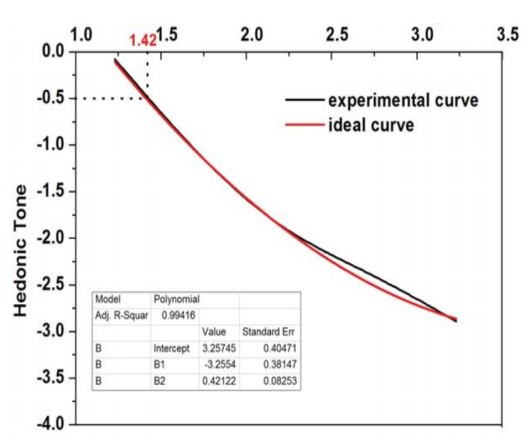 1.0 1.42 1.5 2.0 2.5 3.0 3.5
0.0
-0.5
-1.0
-1.5
-2.0
-2.5
-3.0
-3.5
-4.0
Hedonic Tone
experimental curve
ideal curve
Model Polynomial
Adj. R-Squar 0.99416
Value Standard Err
B Intercept 3.25745 0.40471
B B1 -3.2554 0.38147
B B2 0.42122 0.08253